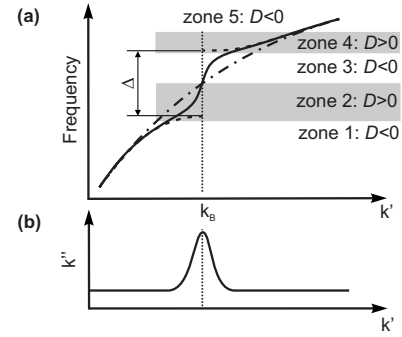 (a)
zone 5: D<0
zone 4: D>0
zone 3: D<0
zone 2: D>0
zone 1: D<0
Δ
Frequency
k_B
k'
(b)
k''
k'